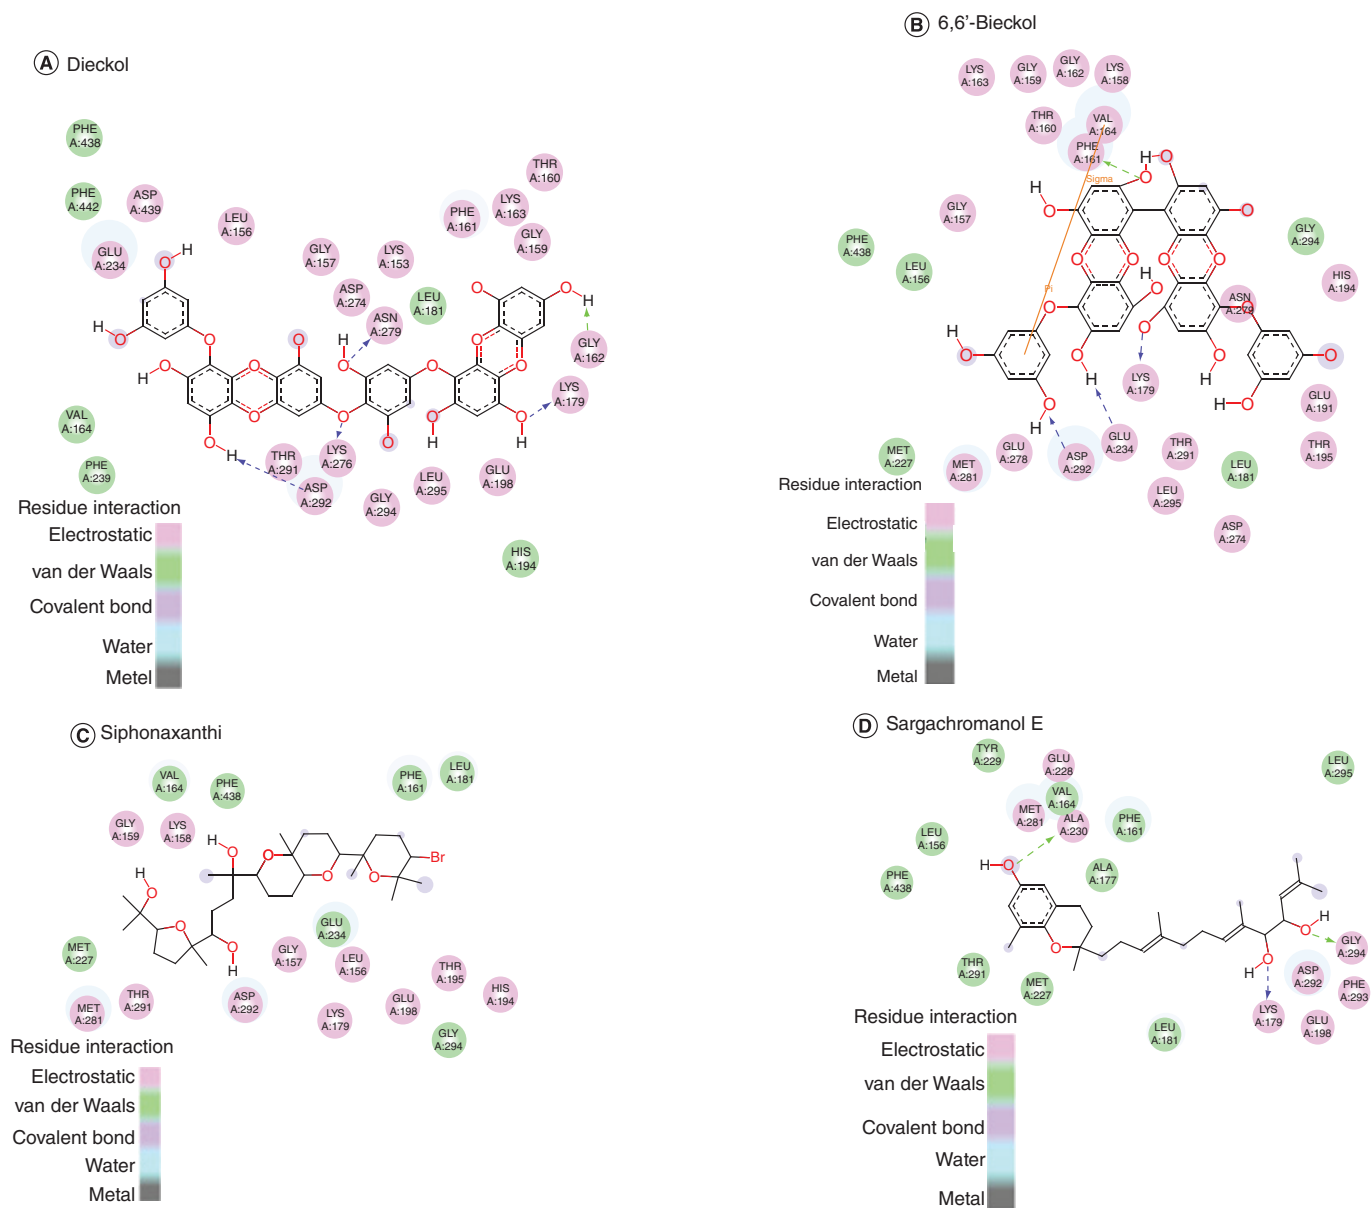 A Dieckol
PHE
A:438
PHE
A:442
ASP
A:439
GLU
A:234
LEU
A:156
GLY
A:157
LYS
A:153
ASP
A:274
ASN
A:279
LEU
A:181
PHE
A:161
LYS
A:163
THR
A:160
GLY
A:159
GLY
A:162
LYS
A:179
VAL
A:164
PHE
A:239
THR
A:291
LYS
A:276
ASP
A:292
GLY
A:294
LEU
A:295
GLU
A:198
HIS
A:194
H
O
H
O
O
H
O
O
O
O
O
H
H
O
O
O
O
H
O
O
O
O
H
O
H
O
H
Residue interaction
Electrostatic
van der Waals
Covalent bond
Water
Metel
B 6,6'-Bieckol
LYS
A:163
GLY
A:159
GLY
A:162
LYS
A:158
THR
A:160
VAL
A:164
PHE
A:161
GLY
A:157
PHE
A:438
LEU
A:156
GLY
A:294
HIS
A:194
ASN
A:279
LYS
A:179
GLU
A:191
MET
A:227
MET
A:281
GLU
A:278
ASP
A:292
GLU
A:234
THR
A:291
LEU
A:181
THR
A:195
LEU
A:295
ASP
A:274
Sigma
Pi
H
O
H
O
H
O
O
O
O
O
O
H
O
O
O
O
H
O
H
O
H
O
H
O
H
O
O
H
Residue interaction
Electrostatic
van der Waals
Covalent bond
Water
Metal
C Siphonaxanthi
VAL
A:164
PHE
A:438
PHE
A:161
LEU
A:181
GLY
A:159
LYS
A:158
GLU
A:234
MET
A:227
GLY
A:157
LEU
A:156
THR
A:195
HIS
A:194
MET
A:281
THR
A:291
ASP
A:292
LYS
A:179
GLU
A:198
GLY
A:294
H
O
H
O
O
O
O
Br
O
O
H
Residue interaction
Electrostatic
van der Waals
Covalent bond
Water
Metal
D Sargachromanol E
TYR
A:229
GLU
A:228
VAL
A:164
MET
A:281
ALA
A:230
PHE
A:161
LEU
A:295
LEU
A:156
PHE
A:438
ALA
A:177
THR
A:291
MET
A:227
LEU
A:181
GLY
A:294
ASP
A:292
PHE
A:293
LYS
A:179
GLU
A:198
H
O
O
H
O
H
O
Residue interaction
Electrostatic
van der Waals
Covalent bond
Water
Metal